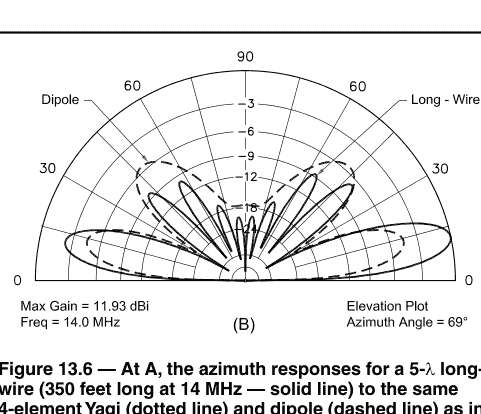 90
Dipole
60
60
Long - Wire
-3
-6
30
-9
30
-12
-18
-24
0
0
Max Gain = 11.93 dBi
Elevation Plot
Freq = 14.0 MHz
(B)
Azimuth Angle = 69°
Figure 13.6 — At A, the azimuth responses for a 5-λ long-
wire (350 feet long at 14 MHz — solid line) to the same
4-element Yagi (dotted line) and dipole (dashed line) as in